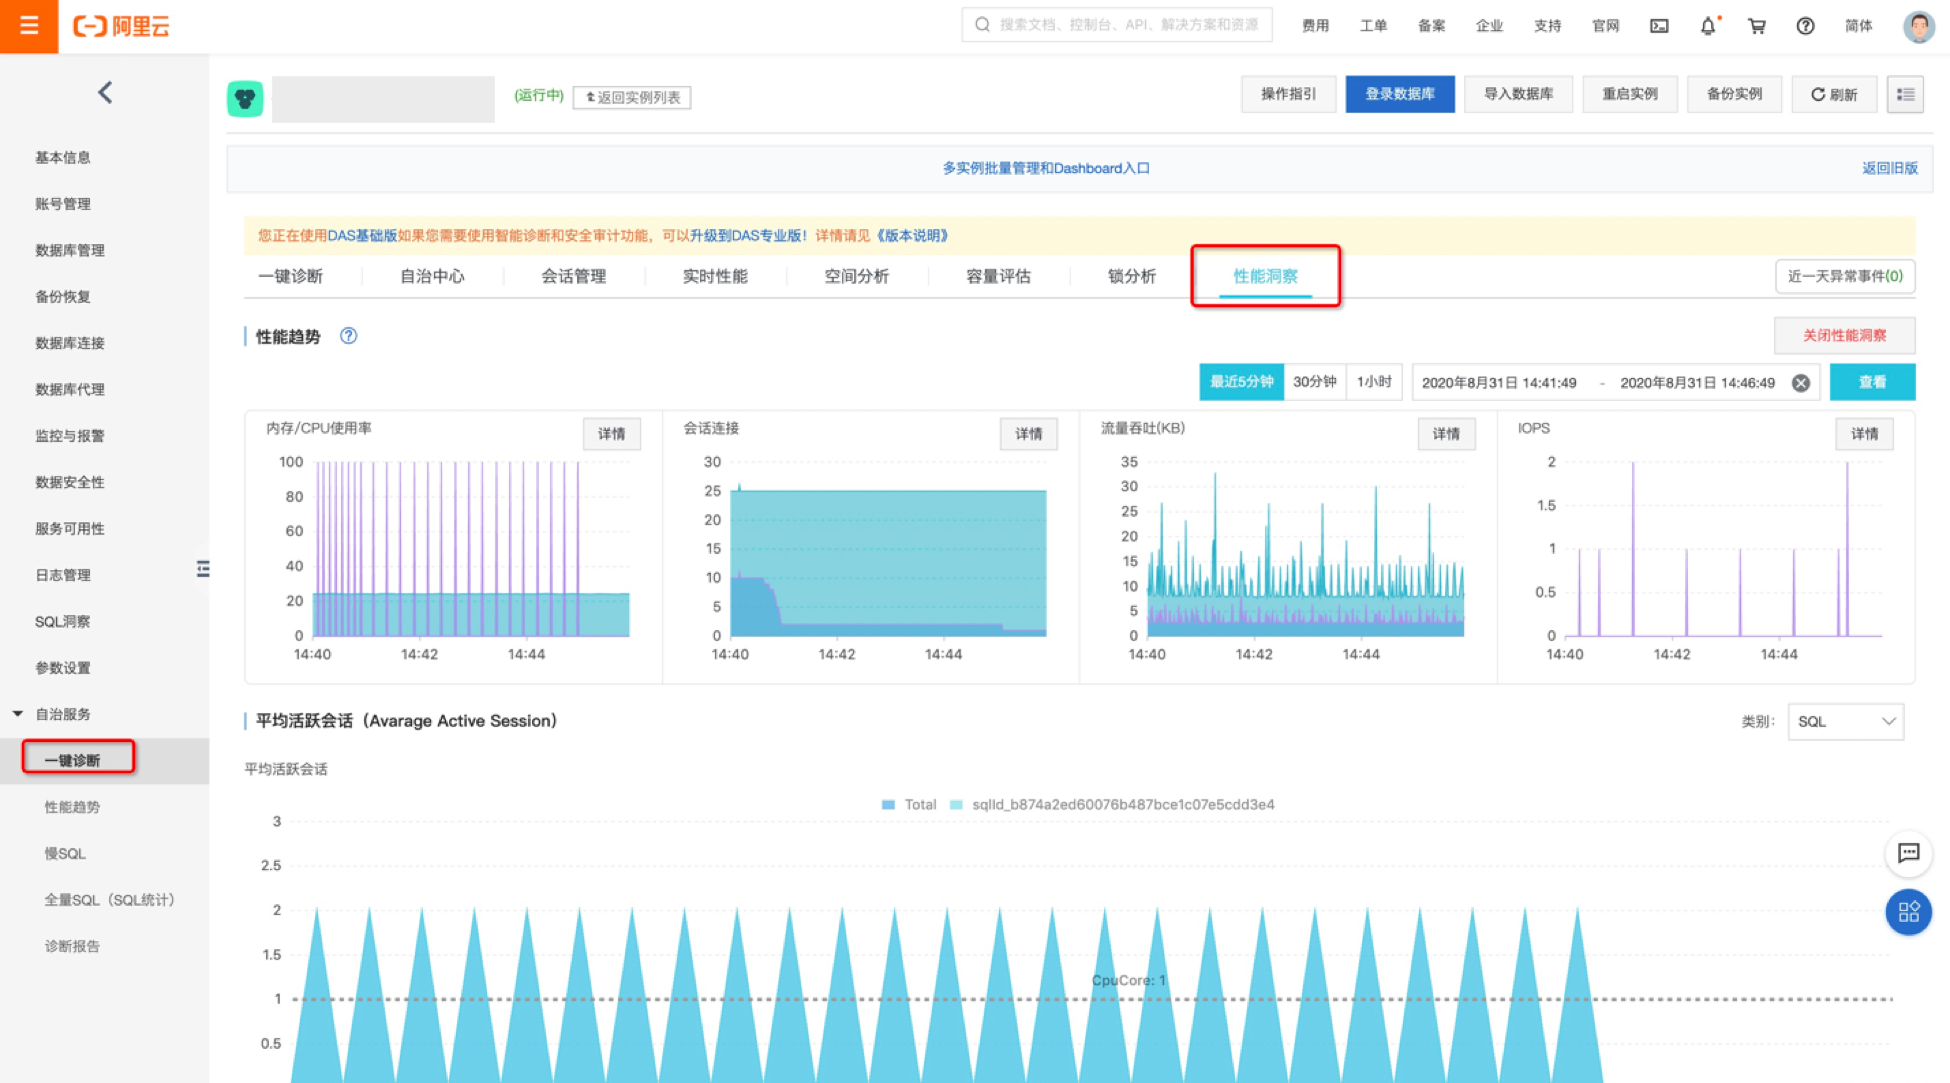 阿里云
搜索文档、控制台、API、解决方案和资源
费用
工单
备案
企业
支持
官网
简体
(运行中)
返回实例列表
操作指引
登录数据库
导入数据库
重启实例
备份实例
刷新
基本信息
账号管理
数据库管理
备份恢复
数据库连接
数据库代理
监控与报警
数据安全性
服务可用性
日志管理
SQL洞察
参数设置
自治服务
一键诊断
性能趋势
慢SQL
全量SQL（SQL统计）
诊断报告
多实例批量管理和Dashboard入口
返回旧版
您正在使用DAS基础版如果您需要使用智能诊断和安全审计功能，可以升级到DAS专业版！详情请见《版本说明》
一键诊断
自治中心
会话管理
实时性能
空间分析
容量评估
锁分析
性能洞察
近一天异常事件(0)
性能趋势
关闭性能洞察
最近5分钟
30分钟
1小时
2020年8月31日 14:41:49 - 2020年8月31日 14:46:49
查看
内存/CPU使用率
详情
100
80
60
40
20
0
14:40
14:42
14:44
会话连接
详情
30
25
20
15
10
5
0
14:40
14:42
14:44
流量吞吐(KB)
详情
35
30
25
20
15
10
5
0
14:40
14:42
14:44
IOPS
详情
2
1.5
1
0.5
0
14:40
14:42
14:44
平均活跃会话（Avarage Active Session）
类别：
SQL
平均活跃会话
Total
sqlId_b874a2ed60076b487bce1c07e5cdd3e4
3
2.5
2
1.5
CpuCore: 1
1
0.5